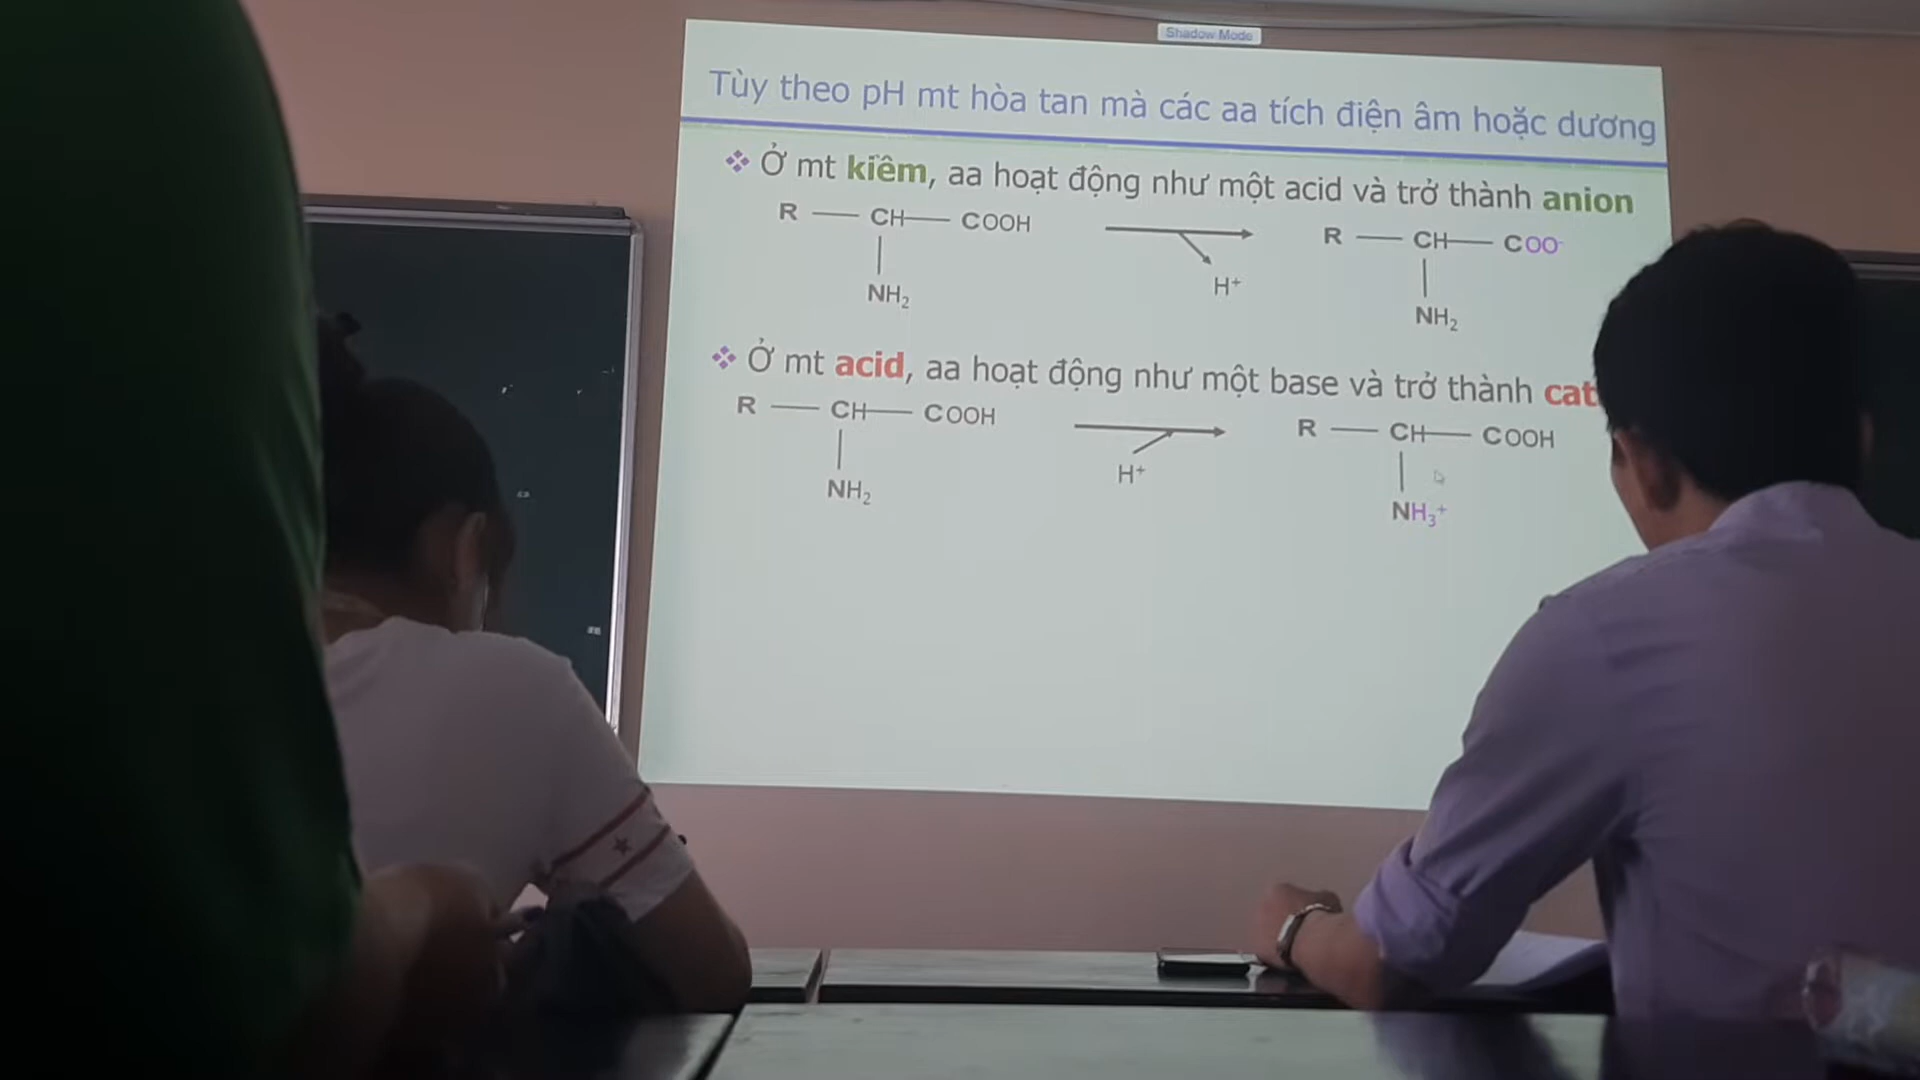 Shadow Mode
Tùy theo pH mt hòa tan mà các aa tích điện âm hoặc dương
❖ Ở mt kiềm, aa hoạt động như một acid và trở thành anion
R — CH — COOH R — CH — COO⁻
H⁺
NH₂ NH₂
❖ Ở mt acid, aa hoạt động như một base và trở thành cat
R — CH — COOH R — CH — COOH
H⁺
NH₂ NH₃⁺